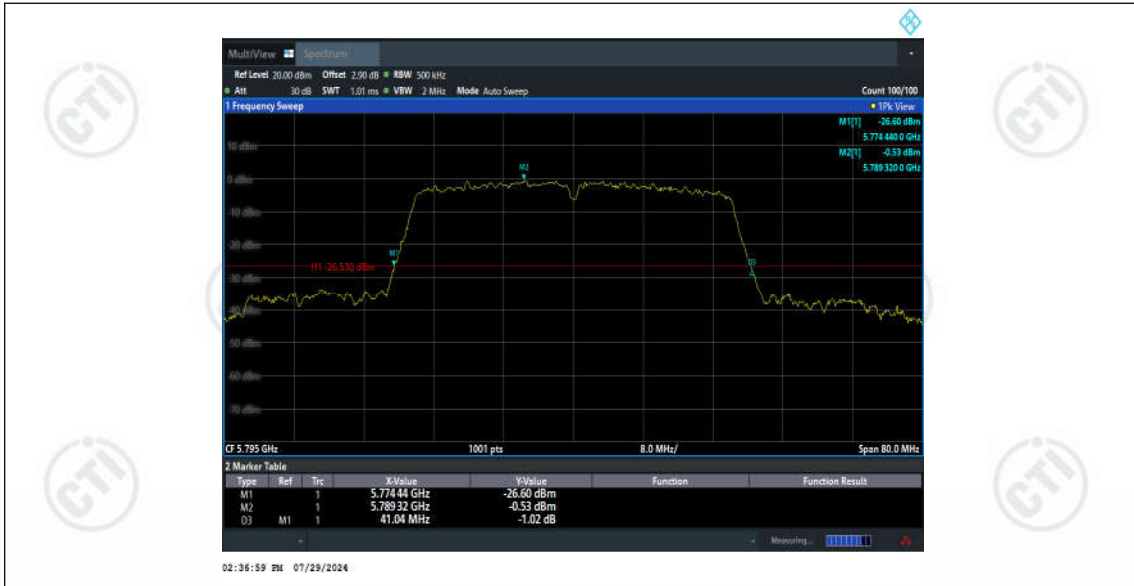 MultiView Spectrum
Ref Level 20.00 dBm Offset 2.90 dB RBW 500 kHz
Att 30 dB SWT 1.01 ms VBW 2 MHz Mode Auto Sweep Count 100/100
1 Frequency Sweep 1Pk View
M1[1] -26.60 dBm
5.774 440 0 GHz
M2[1] -0.53 dBm
5.789 320 0 GHz
10 dBm
M2
0 dBm
-10 dBm
-20 dBm
M1
H1 -26.530 dBm
D3
-30 dBm
-40 dBm
-50 dBm
-60 dBm
-70 dBm
CF 5.795 GHz 1001 pts 8.0 MHz/ Span 80.0 MHz
2 Marker Table
Type Ref Trc X-Value Y-Value Function Function Result
M1 1 5.774 44 GHz -26.60 dBm
M2 1 5.789 32 GHz -0.53 dBm
D3 M1 1 41.04 MHz -1.02 dB
Measuring...
02:36:59 PM 07/29/2024
CTI
CTI
CTI
CTI